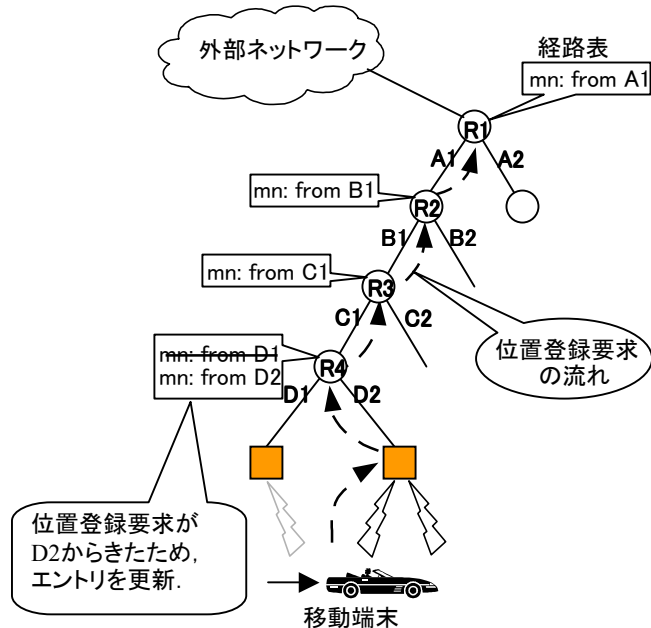 外部ネットワーク
経路表
mn: from A1
R1
A1
A2
mn: from B1
R2
B1
B2
mn: from C1
R3
C1
C2
位置登録要求
の流れ
mn: from D1
mn: from D2
R4
D1
D2
位置登録要求が
D2からきたため,
エントリを更新.
移動端末